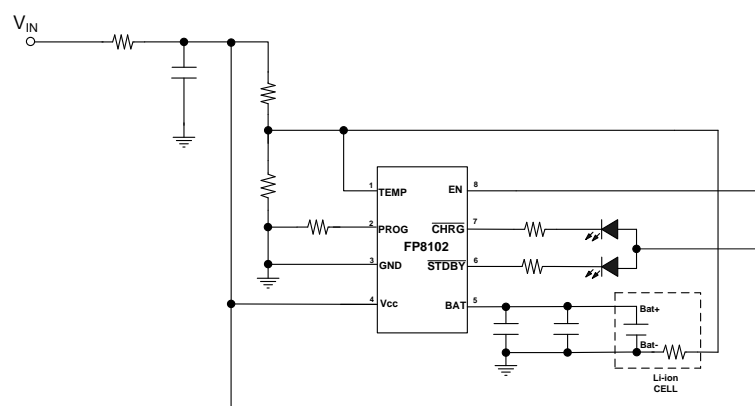 VIN
1 TEMP EN 8
2 PROG CHRG 7
FP8102
3 GND STDBY 6
4 Vcc BAT 5
Bat+
Bat-
Li-ion
CELL